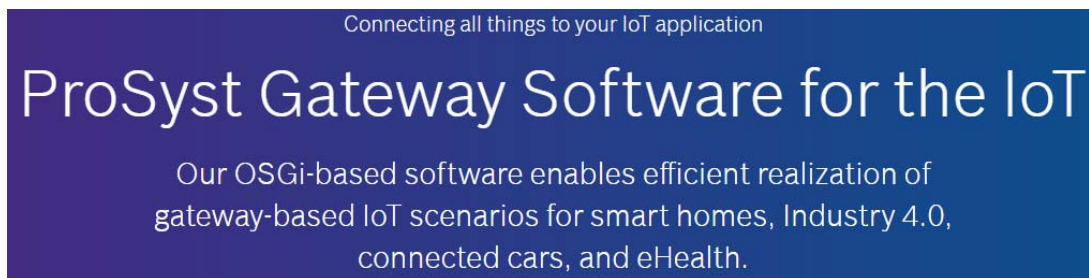 Connecting all things to your IoT application
ProSyst Gateway Software for the IoT
Our OSGi-based software enables efficient realization of
gateway-based IoT scenarios for smart homes, Industry 4.0,
connected cars, and eHealth.